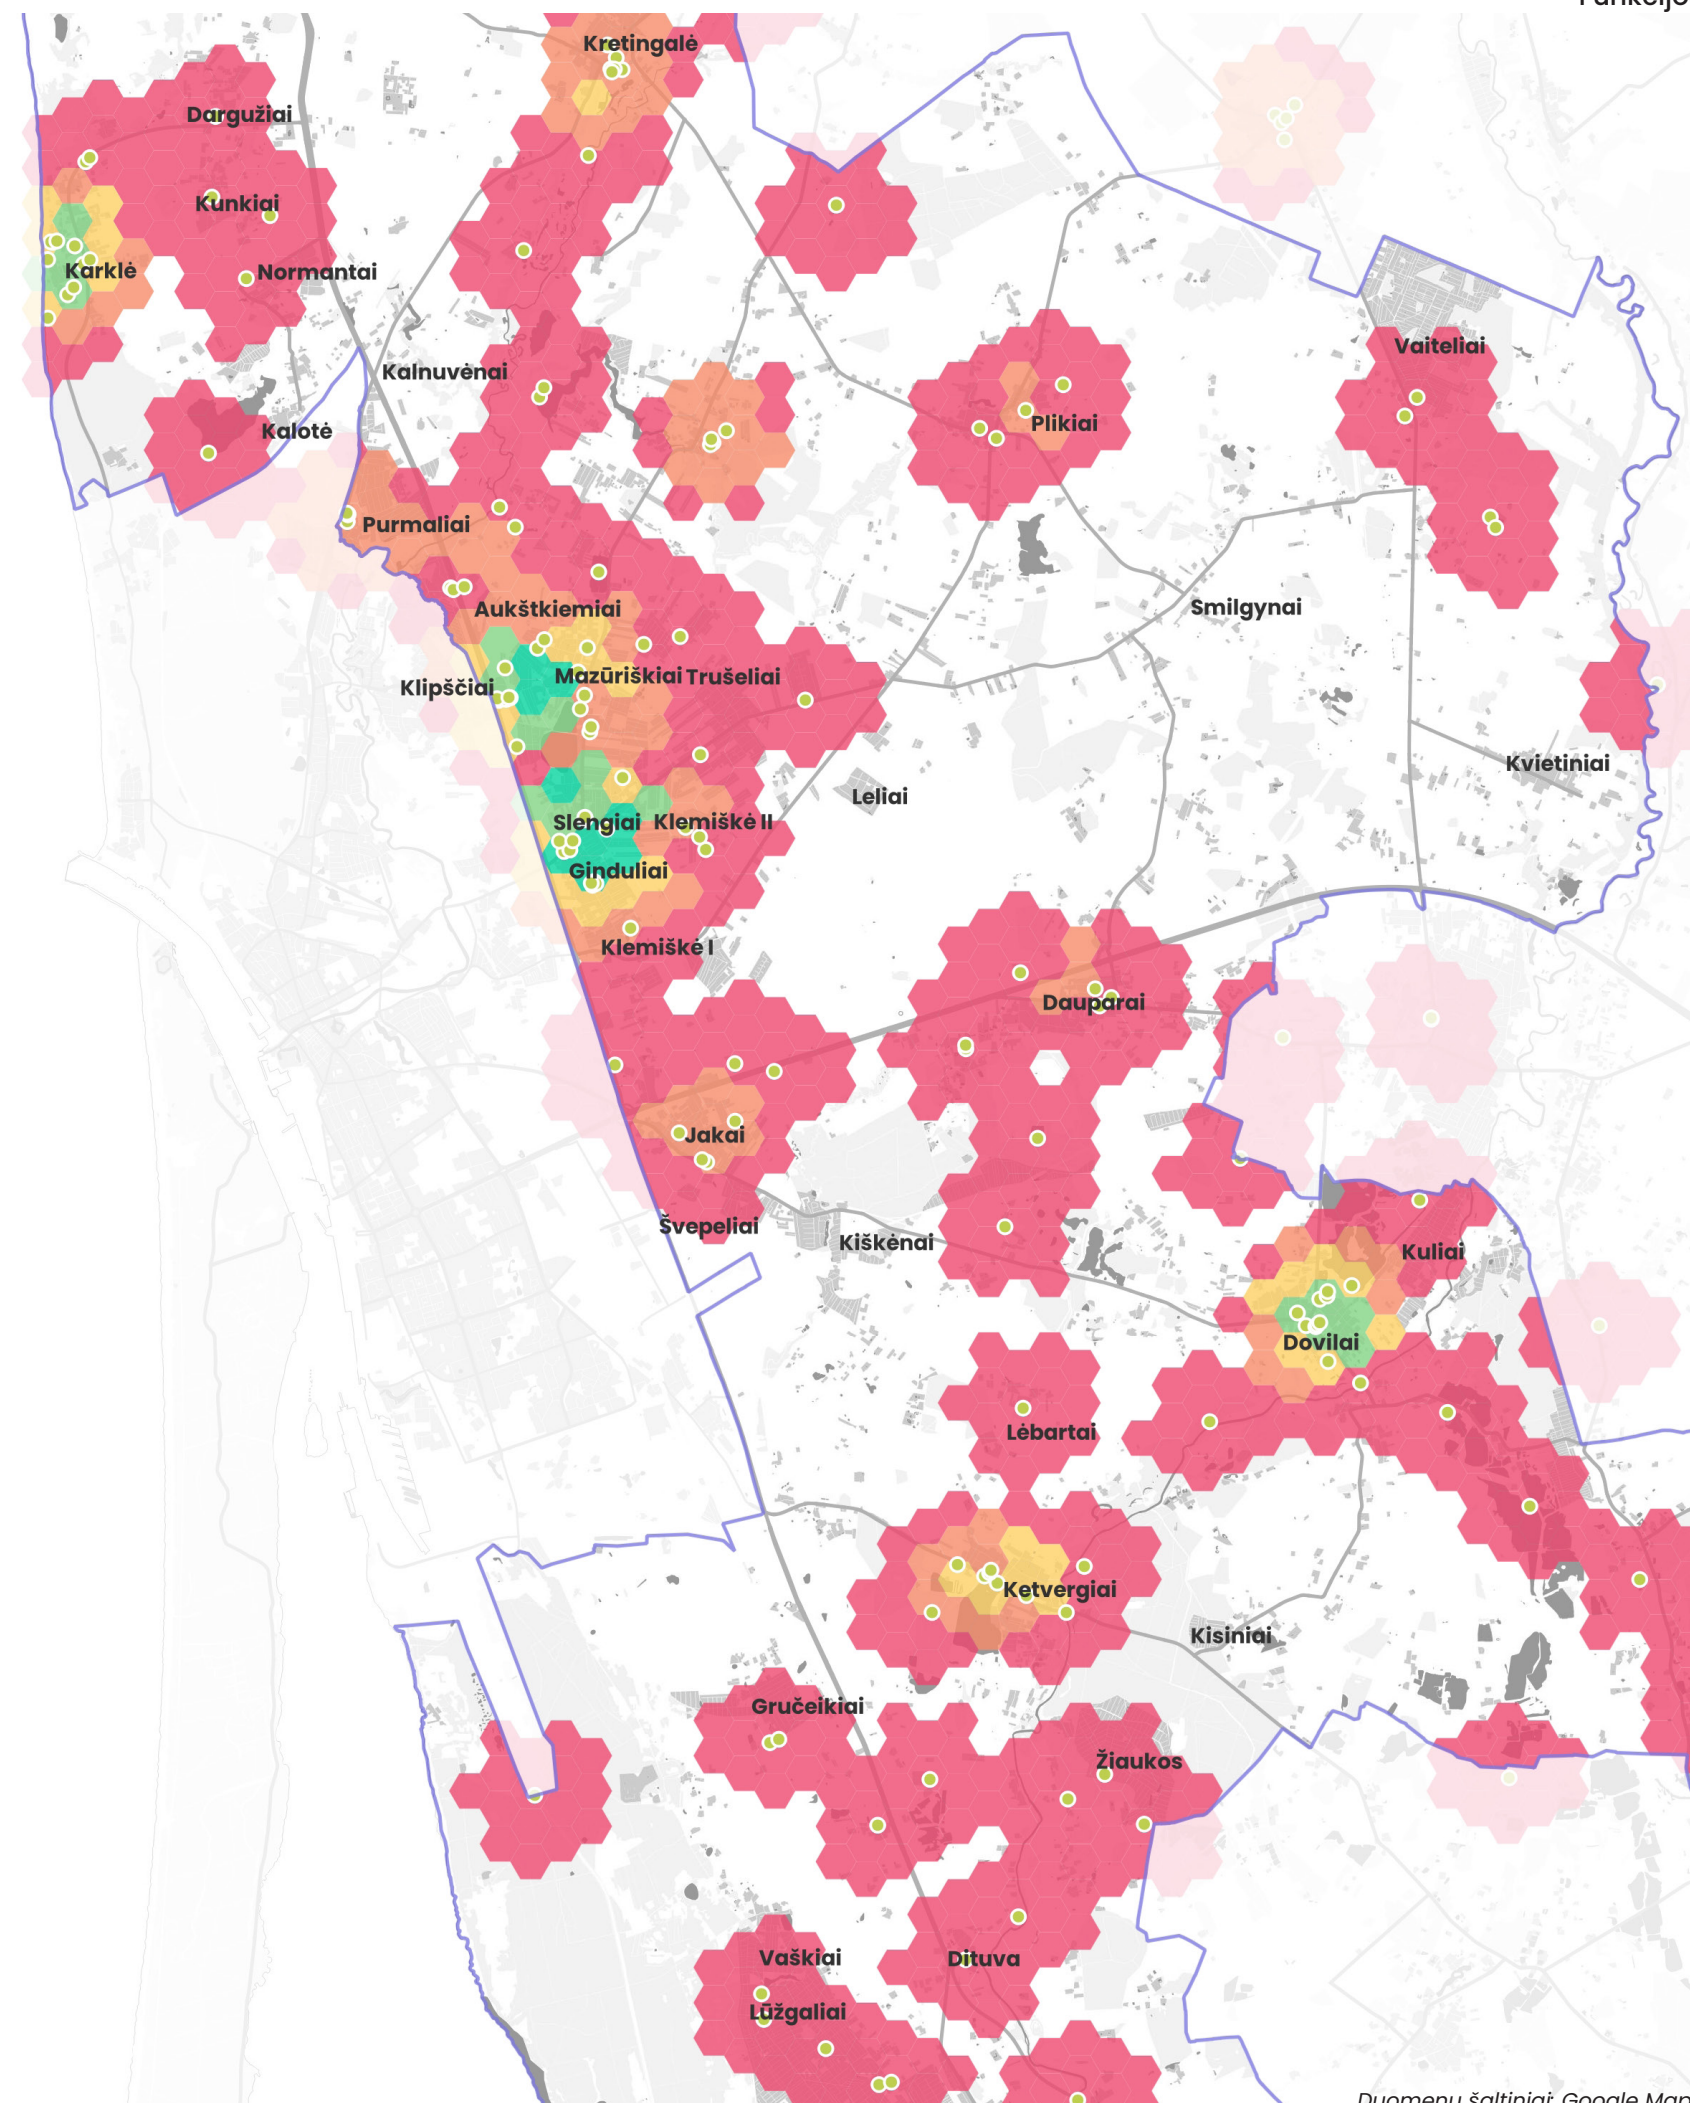 Kretingalė
Dargužiai
Kunkiai
Karklė
Normantai
Vaiteliai
Kalnuvėnai
Plikiai
Kalotė
Purmaliai
Aukštkiemiai
Smilgynai
Mazūriškiai
Trušeliai
Klipščiai
Kvietiniai
Leliai
Slengiai
Klemiškė II
Ginduliai
Klemiškė I
Dauparai
Jakai
Švepeliai
Kiškėnai
Kuliai
Dovilai
Lėbartai
Ketvergiai
Kisiniai
Gručeikiai
Žiaukos
Vaškiai
Dituva
Lūžgaliai
Duomenų šaltiniai: Google Map